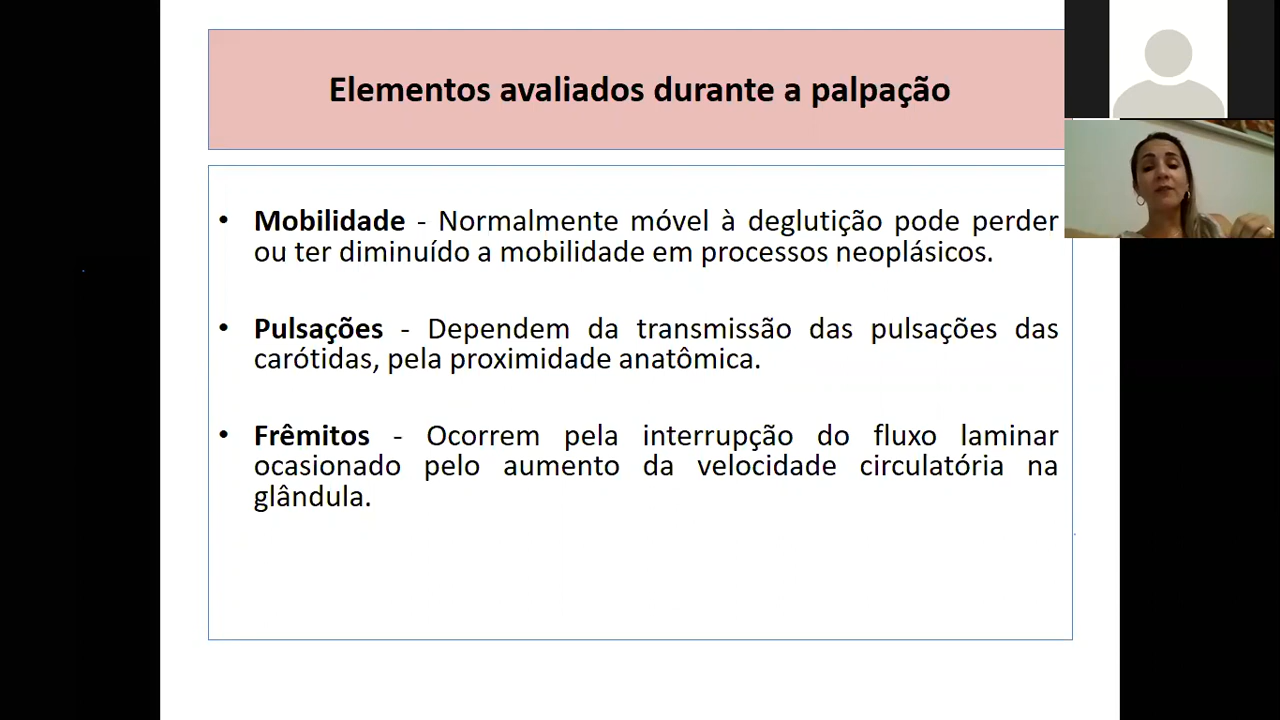 Elementos avaliados durante a palpação
• Mobilidade - Normalmente móvel à deglutição pode perder
ou ter diminuído a mobilidade em processos neoplásicos.
• Pulsações - Dependem da transmissão das pulsações das
carótidas, pela proximidade anatômica.
• Frêmitos - Ocorrem pela interrupção do fluxo laminar
ocasionado pelo aumento da velocidade circulatória na
glândula.